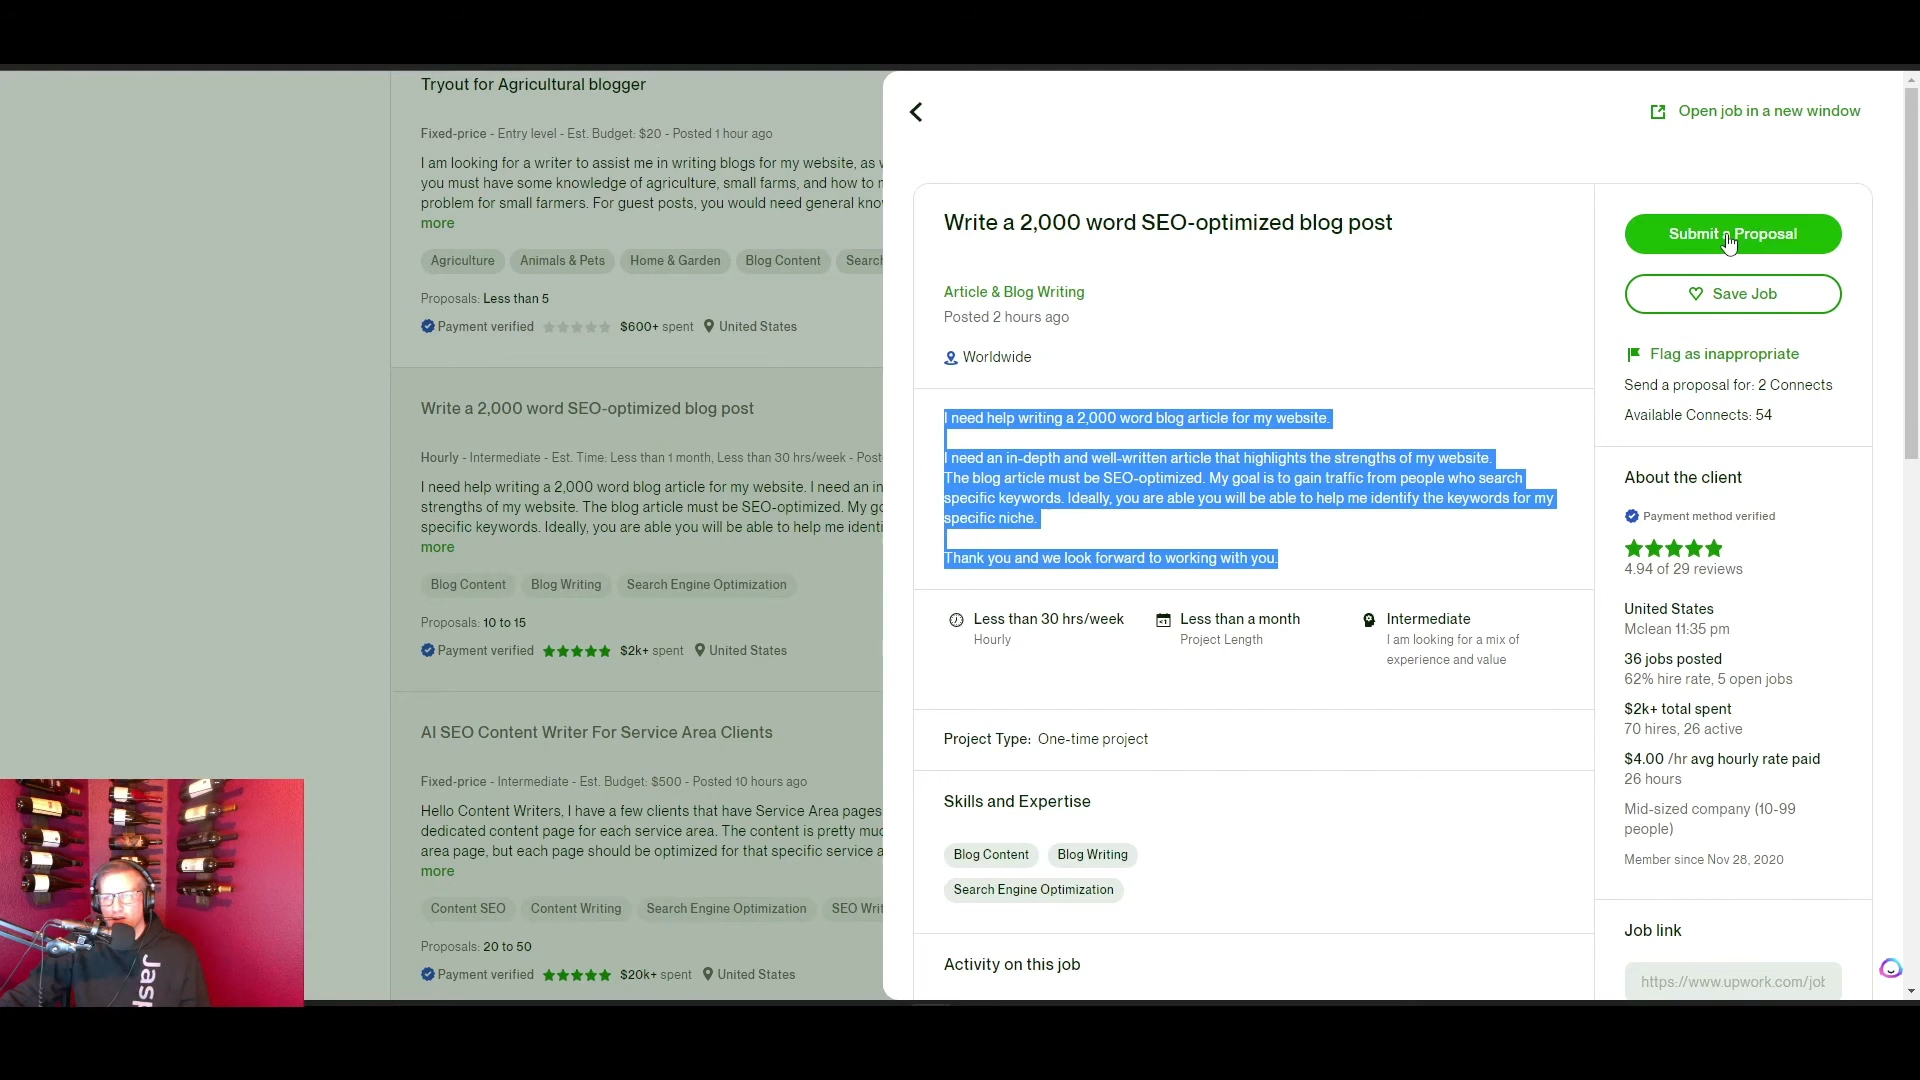 Tryout for Agricultural blogger
Fixed-price - Entry level - Est. Budget: $20 - Posted 1 hour ago
I am looking for a writer to assist me in writing blogs for my website, as
you must have some knowledge of agriculture, small farms, and how to
problem for small farmers. For guest posts, you would need general
more
Agriculture
Animals & Pets
Home & Garden
Blog Content
Search
Proposals: Less than 5
Payment verified
$600+ spent
United States
Write a 2,000 word SEO-optimized blog post
Hourly - Intermediate - Est. Time: Less than 1 month, Less than 30 hrs/week - Post
I need help writing a 2,000 word blog article for my website. I need an in
strengths of my website. The blog article must be SEO-optimized. My
specific keywords. Ideally, you are able you will be able to help me identi
more
Blog Content
Blog Writing
Search Engine Optimization
Proposals: 10 to 15
Payment verified
$2k+ spent
United States
AI SEO Content Writer For Service Area Clients
Fixed-price - Intermediate - Est. Budget: $500 - Posted 10 hours ago
Hello Content Writers, I have a few clients that have Service Area pages
dedicated content page for each service area. The content is pretty
area page, but each page should be optimized for that specific service a
more
Content SEO
Content Writing
Search Engine Optimization
SEO Writ
Proposals: 20 to 50
Payment verified
$20k+ spent
United States
Open job in a new window
Write a 2,000 word SEO-optimized blog post
Article & Blog Writing
Posted 2 hours ago
Worldwide
I need help writing a 2,000 word blog article for my website.
I need an in-depth and well-written article that highlights the strengths of my website.
The blog article must be SEO-optimized. My goal is to gain traffic from people who search
specific keywords. Ideally, you are able you will be able to help me identify the keywords for my
specific niche.
Thank you and we look forward to working with you.
Less than 30 hrs/week
Hourly
Less than a month
Project Length
Intermediate
I am looking for a mix of
experience and value
Project Type: One-time project
Skills and Expertise
Blog Content
Blog Writing
Search Engine Optimization
Activity on this job
Submit a Proposal
Save Job
Flag as inappropriate
Send a proposal for: 2 Connects
Available Connects: 54
About the client
Payment method verified
4.94 of 29 reviews
United States
Mclean 11:35 pm
36 jobs posted
62% hire rate, 5 open jobs
$2k+ total spent
70 hires, 26 active
$4.00 /hr avg hourly rate paid
26 hours
Mid-sized company (10-99
people)
Member since Nov 28, 2020
Job link
https://www.upwork.com/jo
Jasp